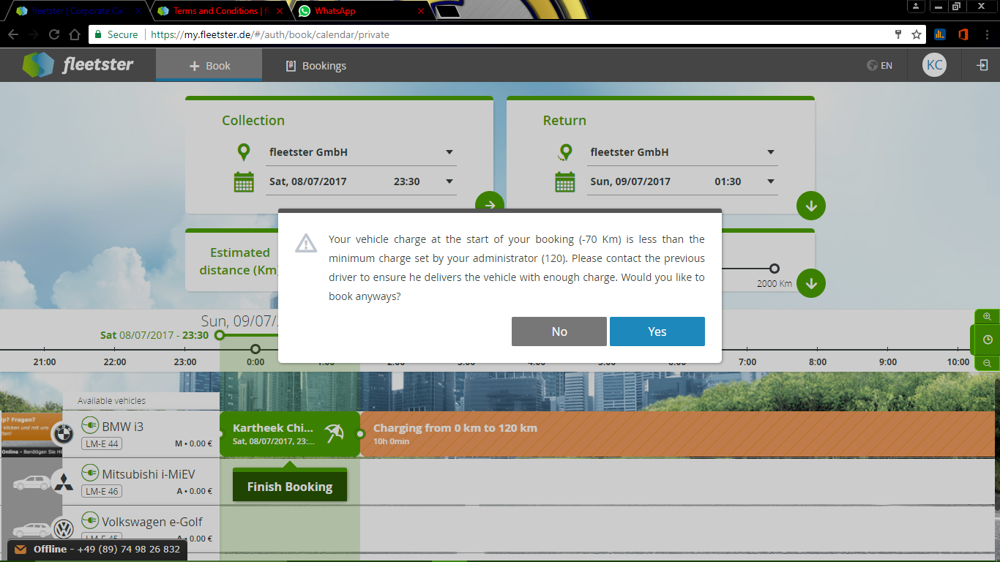 fleetster | Corporate Ca
Terms and Conditions | fl
WhatsApp
Secure
https://my.fleetster.de/#/auth/book/calendar/private
fleetster
Book
Bookings
EN
KC
Collection
fleetster GmbH
Sat, 08/07/2017 23:30
Return
fleetster GmbH
Sun, 09/07/2017 01:30
Estimated
distance (Km)
2000 Km
Your vehicle charge at the start of your booking (-70 Km) is less than the
minimum charge set by your administrator (120). Please contact the previous
driver to ensure he delivers the vehicle with enough charge. Would you like to
book anyways?
No
Yes
Sun, 09/07/2
Sat 08/07/2017 - 23:30
21:00 22:00 23:00 0:00 1:00 2:00 3:00 4:00 5:00 6:00 7:00 8:00 9:00 10:00
Available vehicles
lp? Fragen?
klicken und mit uns
Online - Benötigen Sie Hi
BMW i3
LM-E 44
M • 0.00 €
Kartheek Chi...
Sat, 08/07/2017, 23:...
Charging from 0 km to 120 km
10h 0min
Mitsubishi i-MiEV
LM-E 46
A • 0.00 €
Finish Booking
Volkswagen e-Golf
LM-E 45
A • 0.00 €
Offline - +49 (89) 74 98 26 832